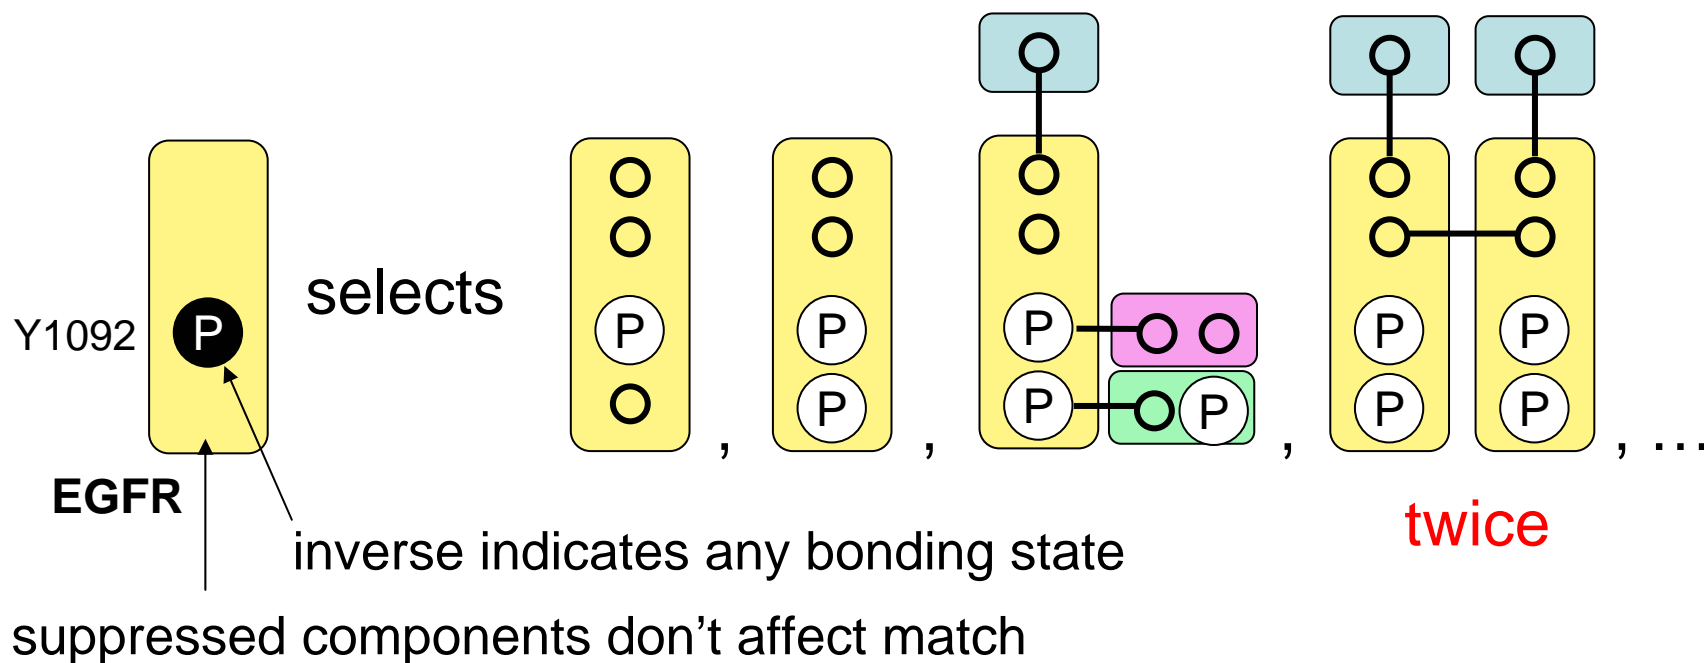 Y1092
P
EGFR
selects
P
,
P
P
,
P
P
P
,
P
P
P
P
, ...
twice
inverse indicates any bonding state
suppressed components don’t affect match